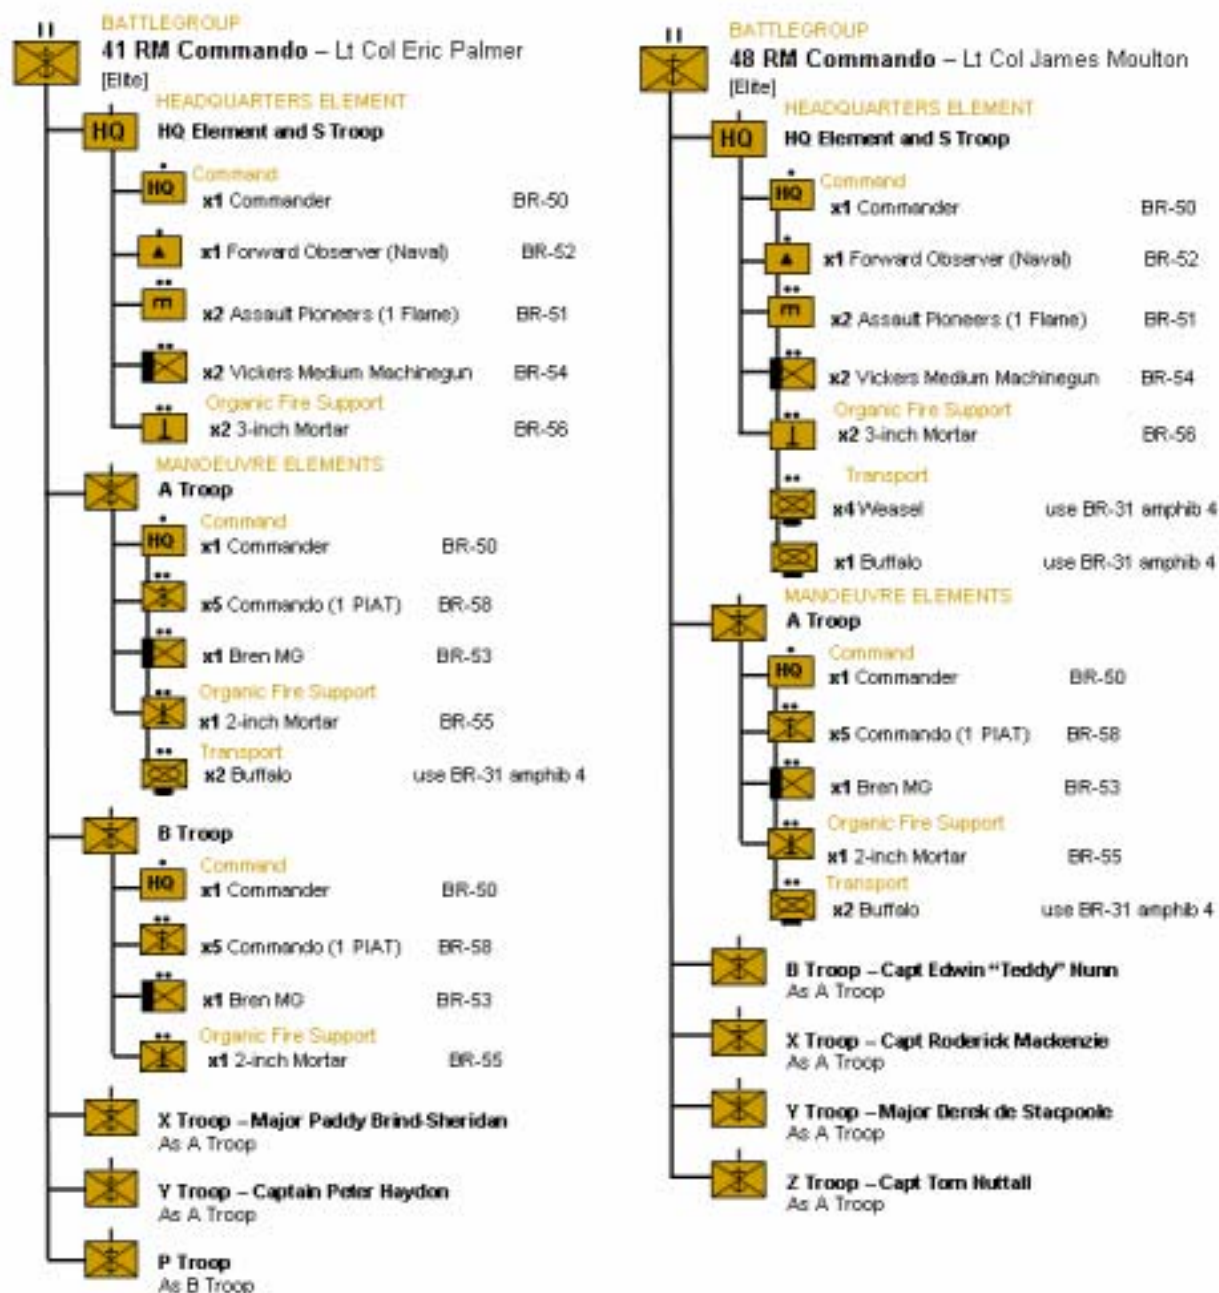 BATTLEGROUP
41 RM Commando – Lt Col Eric Palmer
[Elite]
HEADQUARTERS ELEMENT
HQ
HQ Element and S Troop
Command
HQ
x1 Commander BR-50
x1 Forward Observer (Naval) BR-52
m
x2 Assault Pioneers (1 Flame) BR-51
x2 Vickers Medium Machinegun BR-54
Organic Fire Support
x2 3-inch Mortar BR-56
MANOEUVRE ELEMENTS
A Troop
Command
HQ
x1 Commander BR-50
x5 Commando (1 PIAT) BR-58
x1 Bren MG BR-53
Organic Fire Support
x1 2-inch Mortar BR-55
Transport
x2 Buffalo use BR-31 amphib 4
B Troop
Command
HQ
x1 Commander BR-50
x5 Commando (1 PIAT) BR-58
x1 Bren MG BR-53
Organic Fire Support
x1 2-inch Mortar BR-55
X Troop – Major Paddy Brind-Sheridan
As A Troop
Y Troop – Captain Peter Haydon
As A Troop
P Troop
As B Troop
BATTLEGROUP
48 RM Commando – Lt Col James Moulton
[Elite]
HEADQUARTERS ELEMENT
HQ
HQ Element and S Troop
Command
HQ
x1 Commander BR-50
x1 Forward Observer (Naval) BR-52
m
x2 Assault Pioneers (1 Flame) BR-51
x2 Vickers Medium Machinegun BR-54
Organic Fire Support
x2 3-inch Mortar BR-56
Transport
x4 Weasel use BR-31 amphib 4
x1 Buffalo use BR-31 amphib 4
MANOEUVRE ELEMENTS
A Troop
Command
HQ
x1 Commander BR-50
x5 Commando (1 PIAT) BR-58
x1 Bren MG BR-53
Organic Fire Support
x1 2-inch Mortar BR-55
Transport
x2 Buffalo use BR-31 amphib 4
B Troop – Capt Edwin “Teddy” Nunn
As A Troop
X Troop – Capt Roderick Mackenzie
As A Troop
Y Troop – Major Derek de Stacpoole
As A Troop
Z Troop – Capt Tom Nuttall
As A Troop